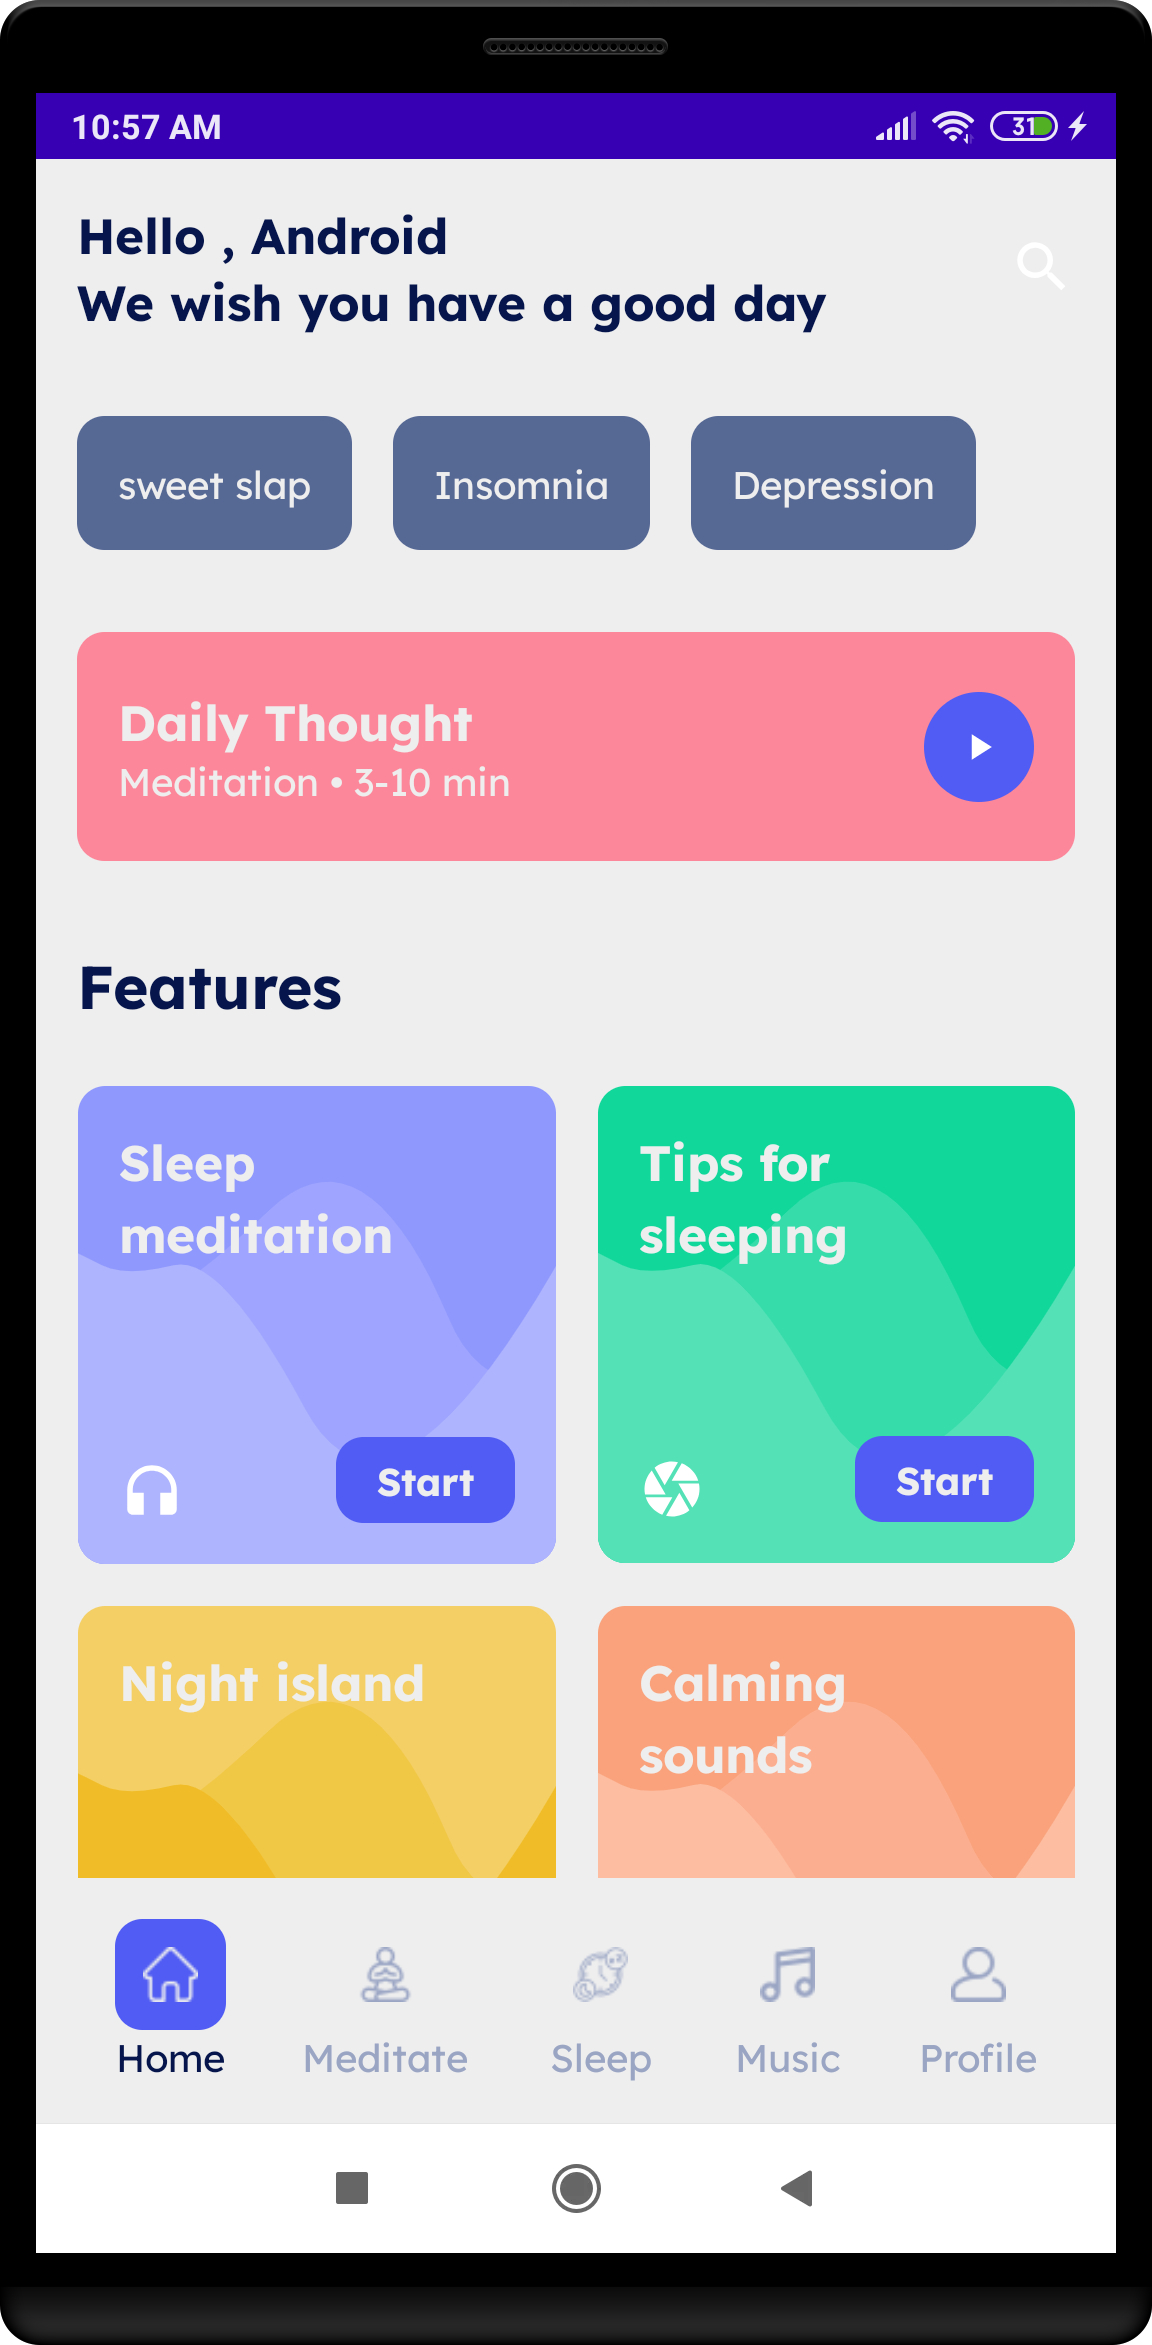 10:57 AM
31
Hello , Android
We wish you have a good day
sweet slap
Insomnia
Depression
Daily Thought
Meditation • 3-10 min
Features
Sleep
meditation
Start
Tips for
sleeping
Start
Night island
Calming
sounds
Home
Meditate
Sleep
Music
Profile